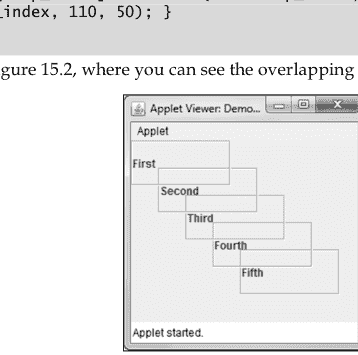 _index, 110, 50); }
gure 15.2, where you can see the overlapping
Applet Viewer: Demo...
Applet
First
Second
Third
Fourth
Fifth
Applet started.